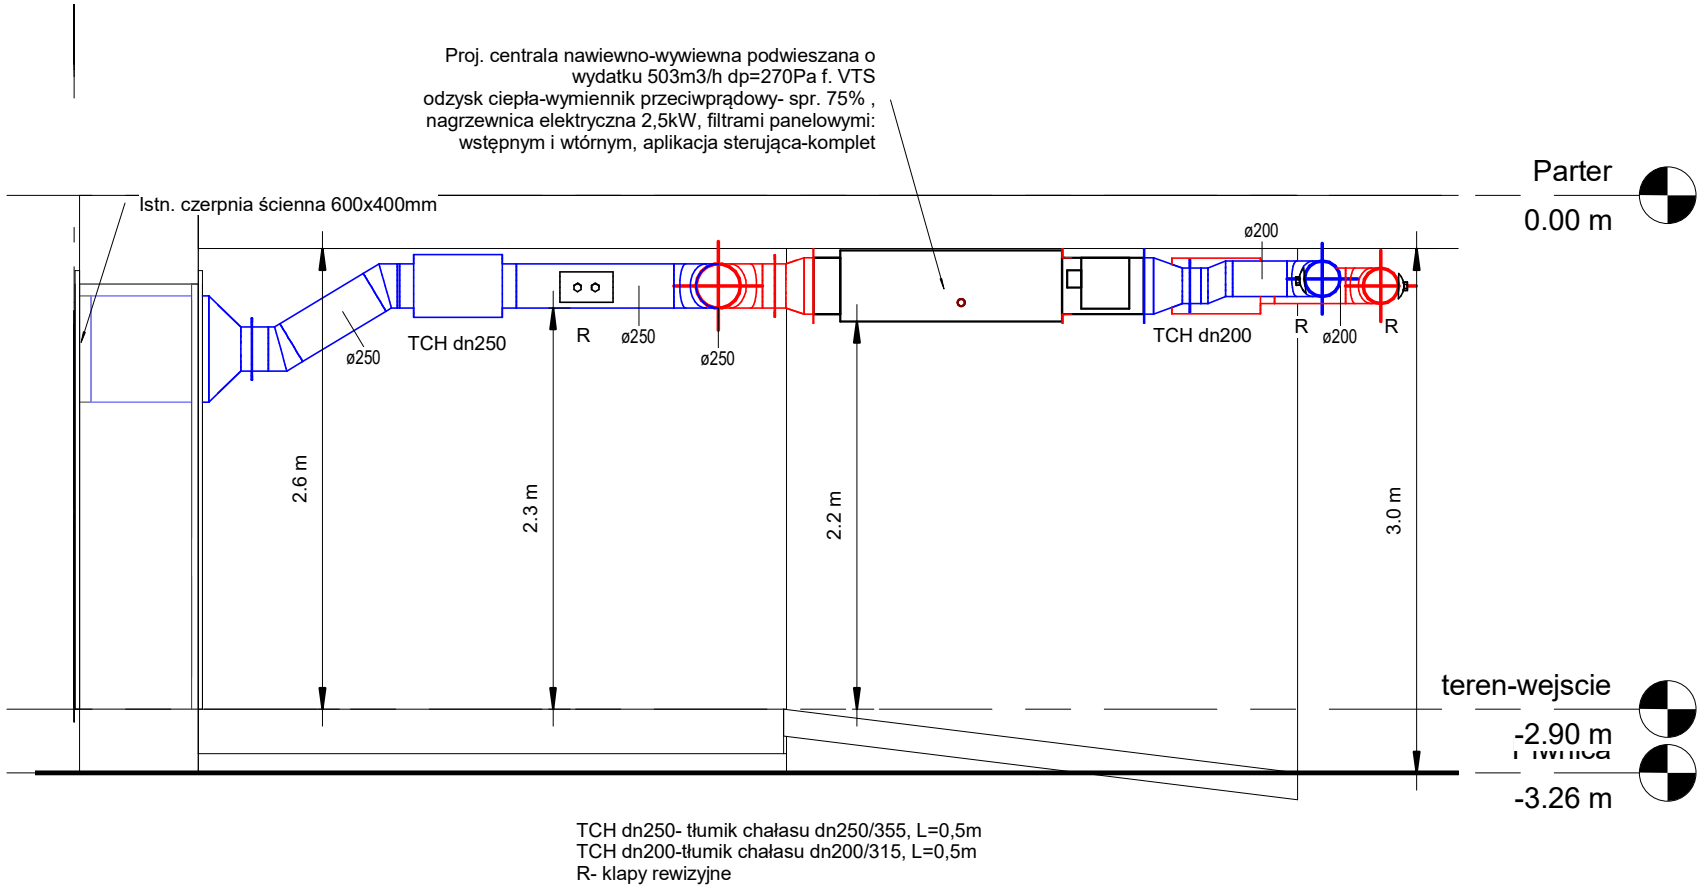 Proj. centrala nawiewno-wywiewna podwieszana o
wydatku 503m3/h dp=270Pa f. VTS
odzysk ciepła-wymiennik przeciwprądowy- spr. 75% ,
nagrzewnica elektryczna 2,5kW, filtrami panelowymi:
wstępnym i wtórnym, aplikacja sterująca-komplet
Parter
0.00 m
Istn. czerpnia ścienna 600x400mm
ø200
ø250
TCH dn250
R
ø250
ø250
TCH dn200
R
ø200
R
2.6 m
2.3 m
2.2 m
3.0 m
teren-wejscie
-2.90 m
Piwnica
-3.26 m
TCH dn250- tłumik chałasu dn250/355, L=0,5m
TCH dn200-tłumik chałasu dn200/315, L=0,5m
R- klapy rewizyjne